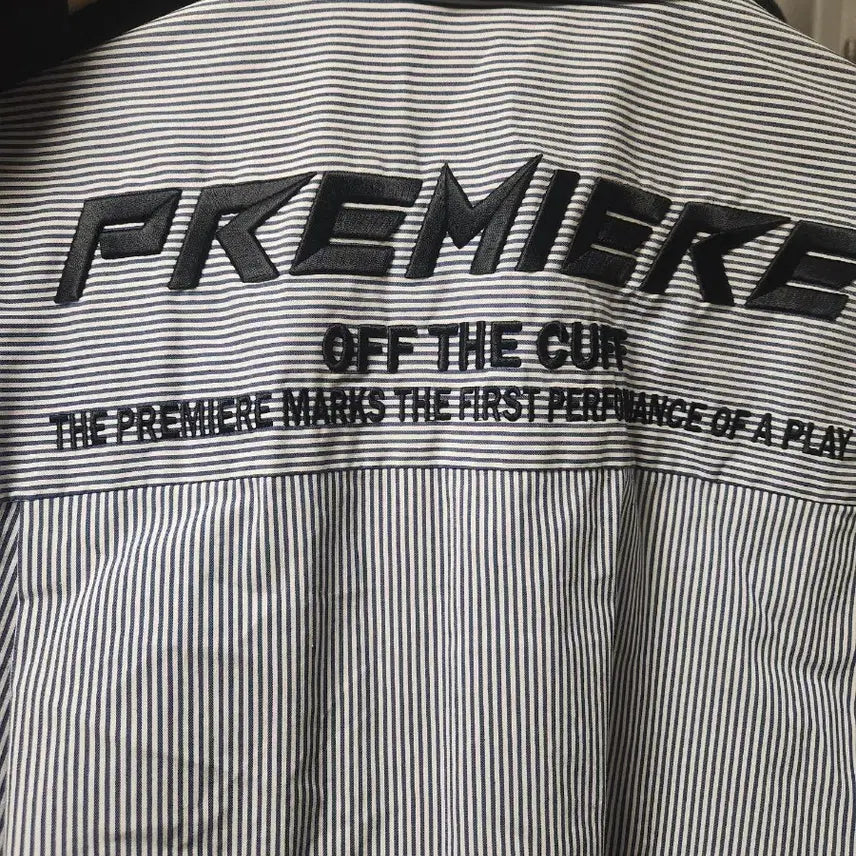 PREMIERE
OFF THE CUFF
THE PREMIERE MARKS THE FIRST PERFORMANCE OF A PLAY